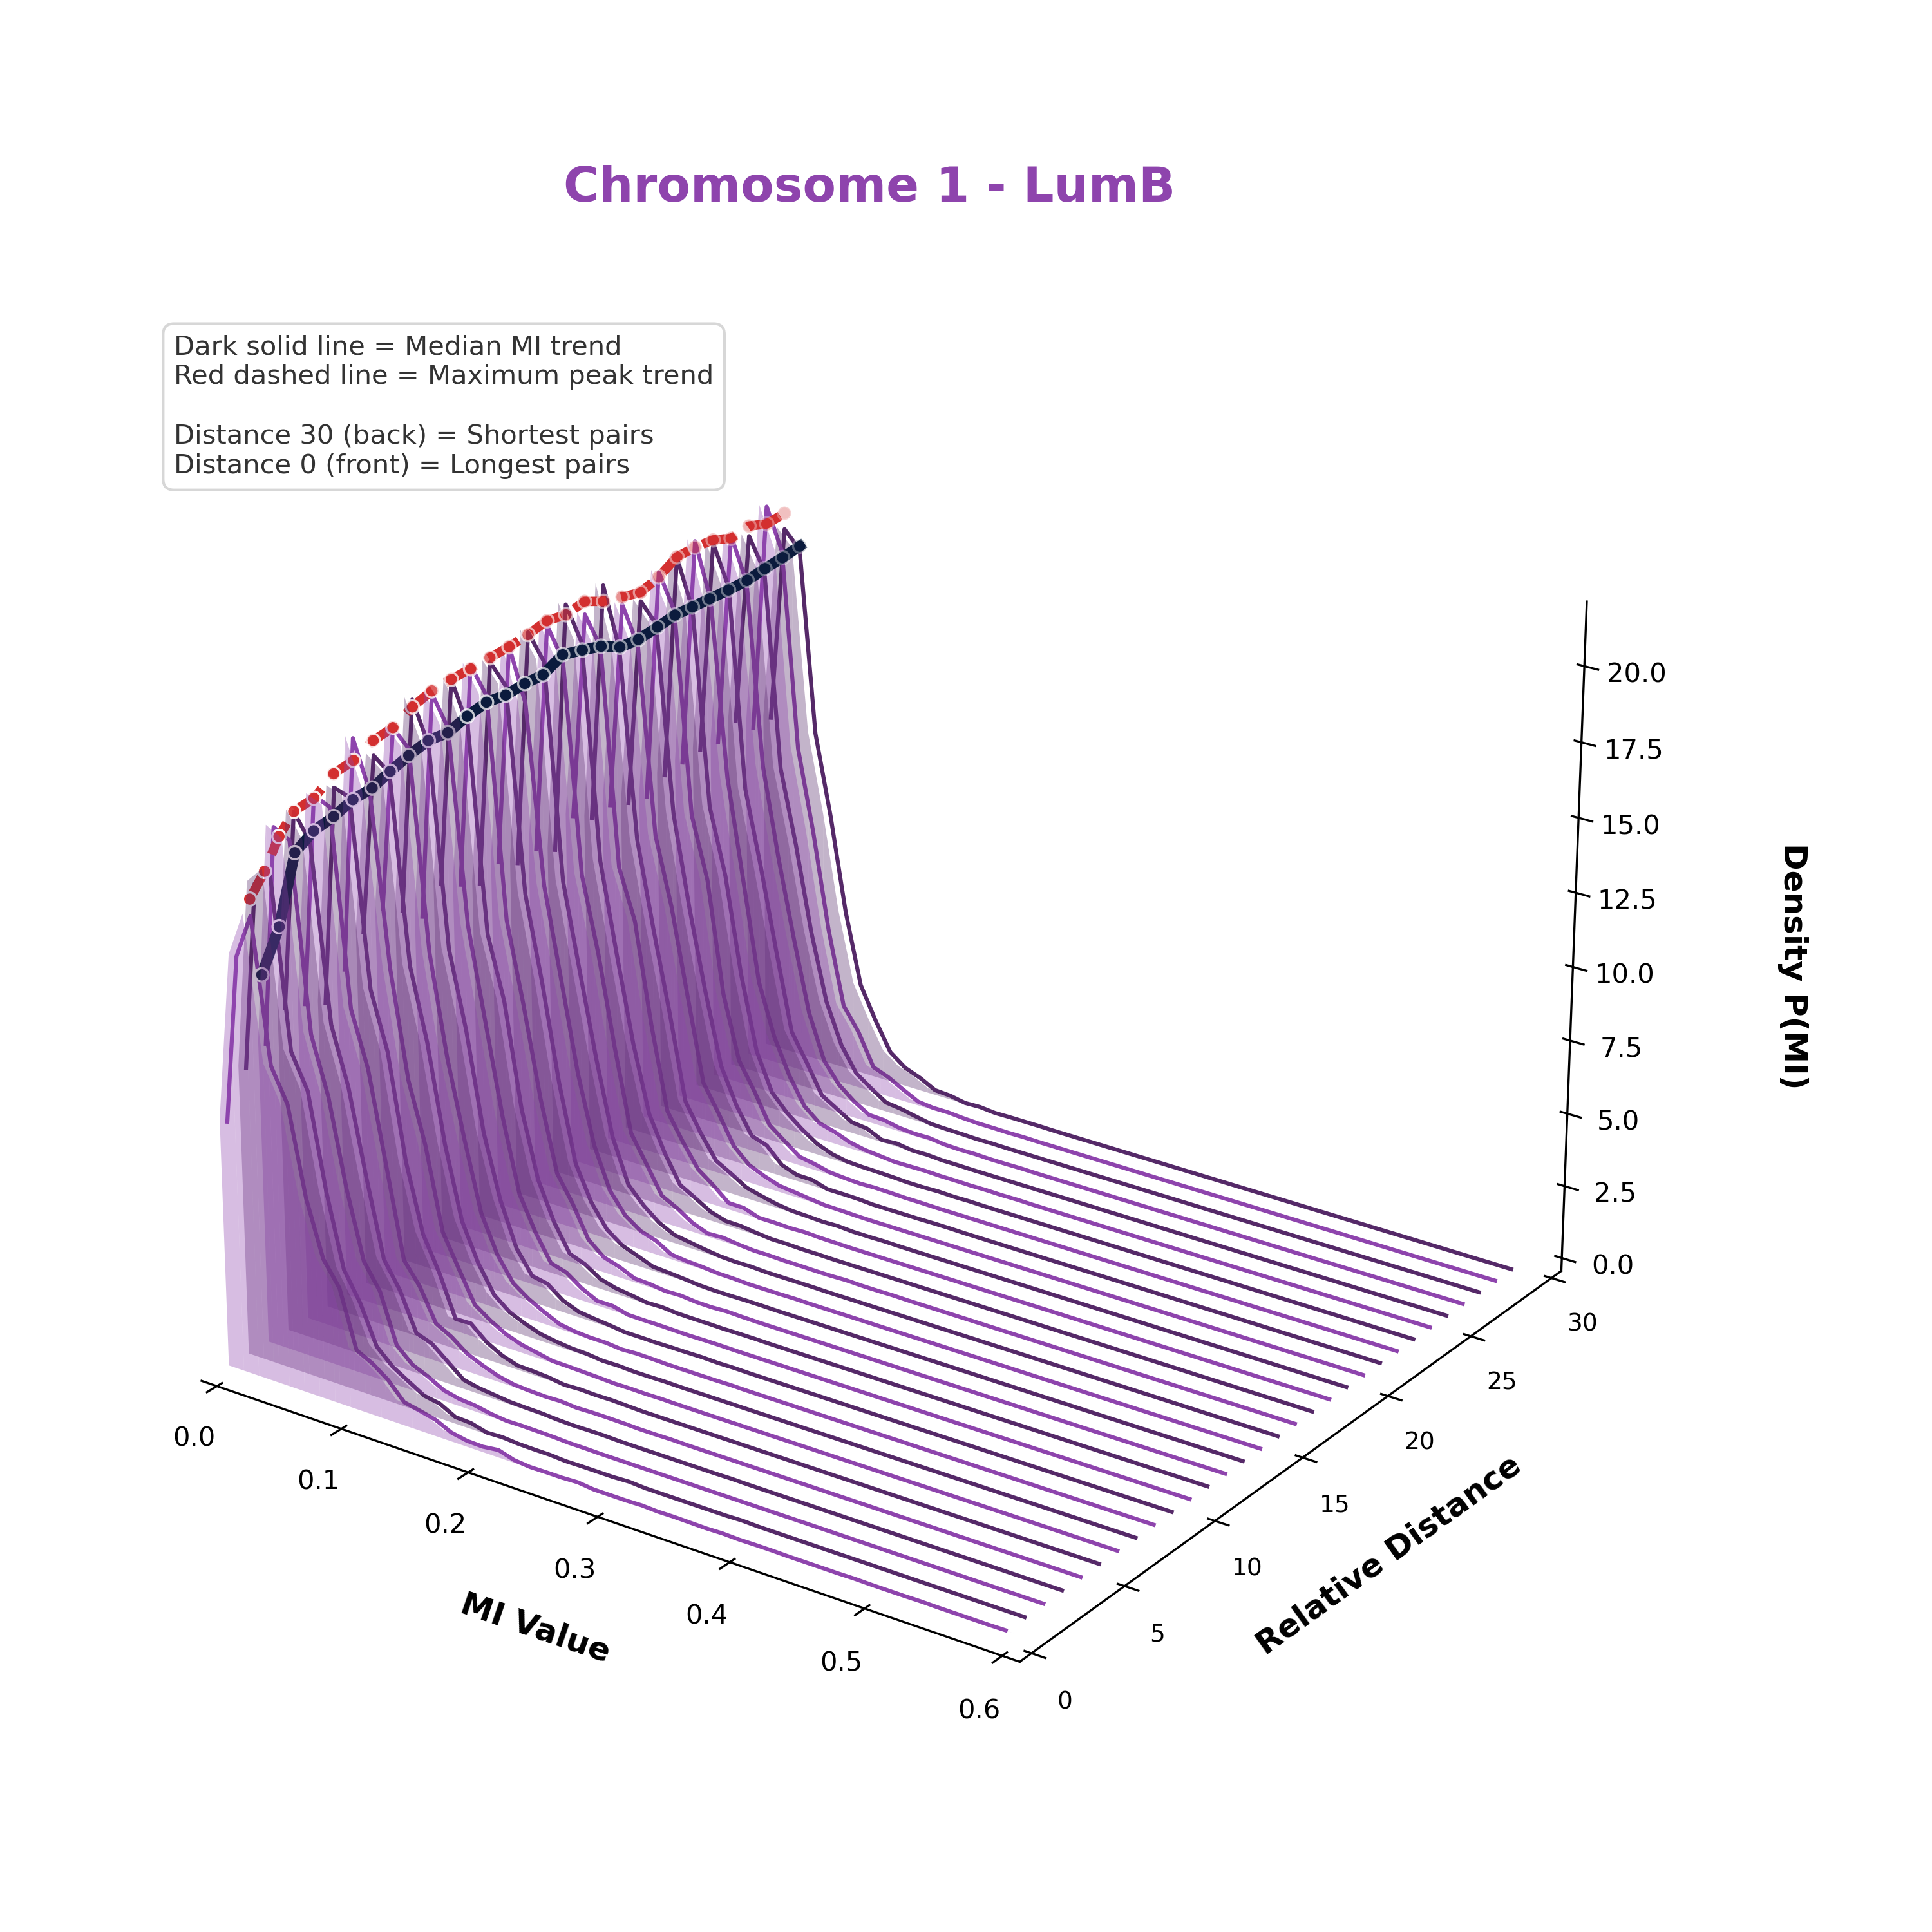 Chromosome 1 - LumB
Dark solid line = Median MI trend
Red dashed line = Maximum peak trend
Distance 30 (back) = Shortest pairs
Distance 0 (front) = Longest pairs
20.0
17.5
15.0
12.5
10.0
7.5
5.0
2.5
0.0
Density P(MI)
30
25
20
15
10
5
0
Relative Distance
0.0
0.1
0.2
0.3
0.4
0.5
0.6
MI Value